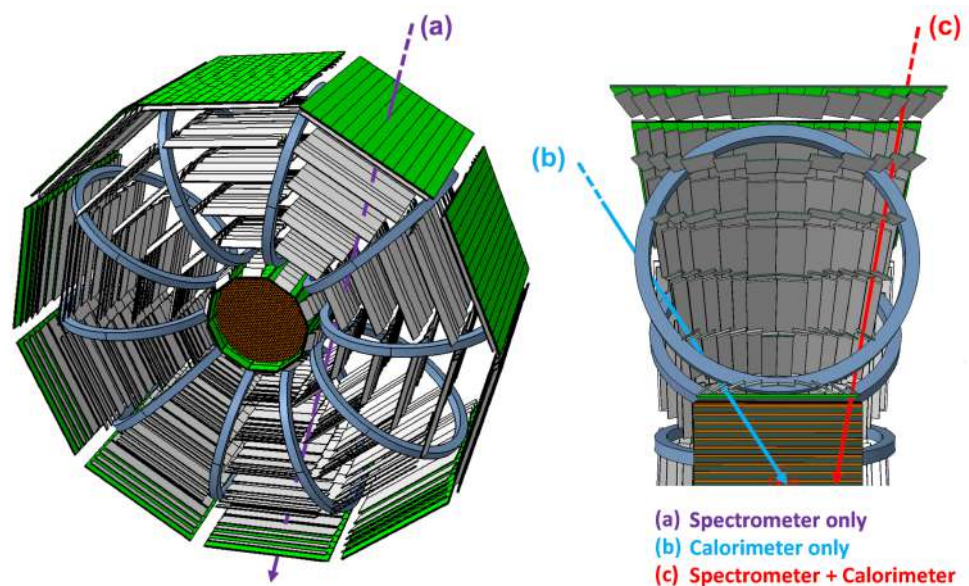 (a)
(c)
(b)
(a) Spectrometer only
(b) Calorimeter only
(c) Spectrometer + Calorimeter